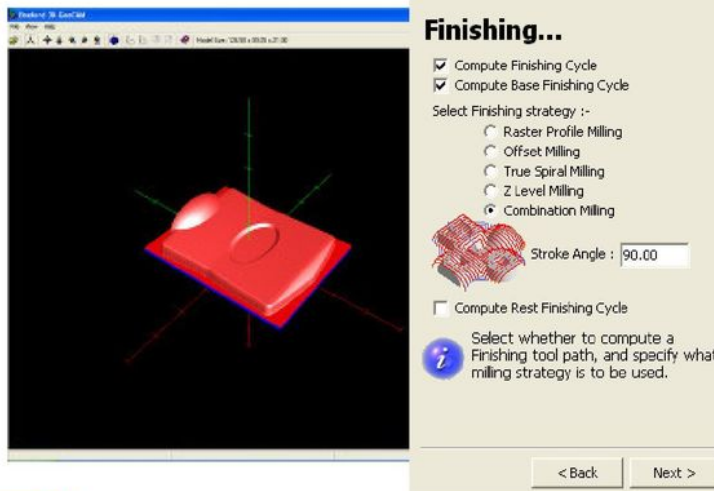 Finishing...
Compute Finishing Cycle
Compute Base Finishing Cycle
Select Finishing strategy :-
Raster Profile Milling
Offset Milling
True Spiral Milling
Z Level Milling
Combination Milling
Stroke Angle : 90.00
Compute Rest Finishing Cycle
Select whether to compute a
Finishing tool path, and specify what
milling strategy is to be used.
< Back Next >